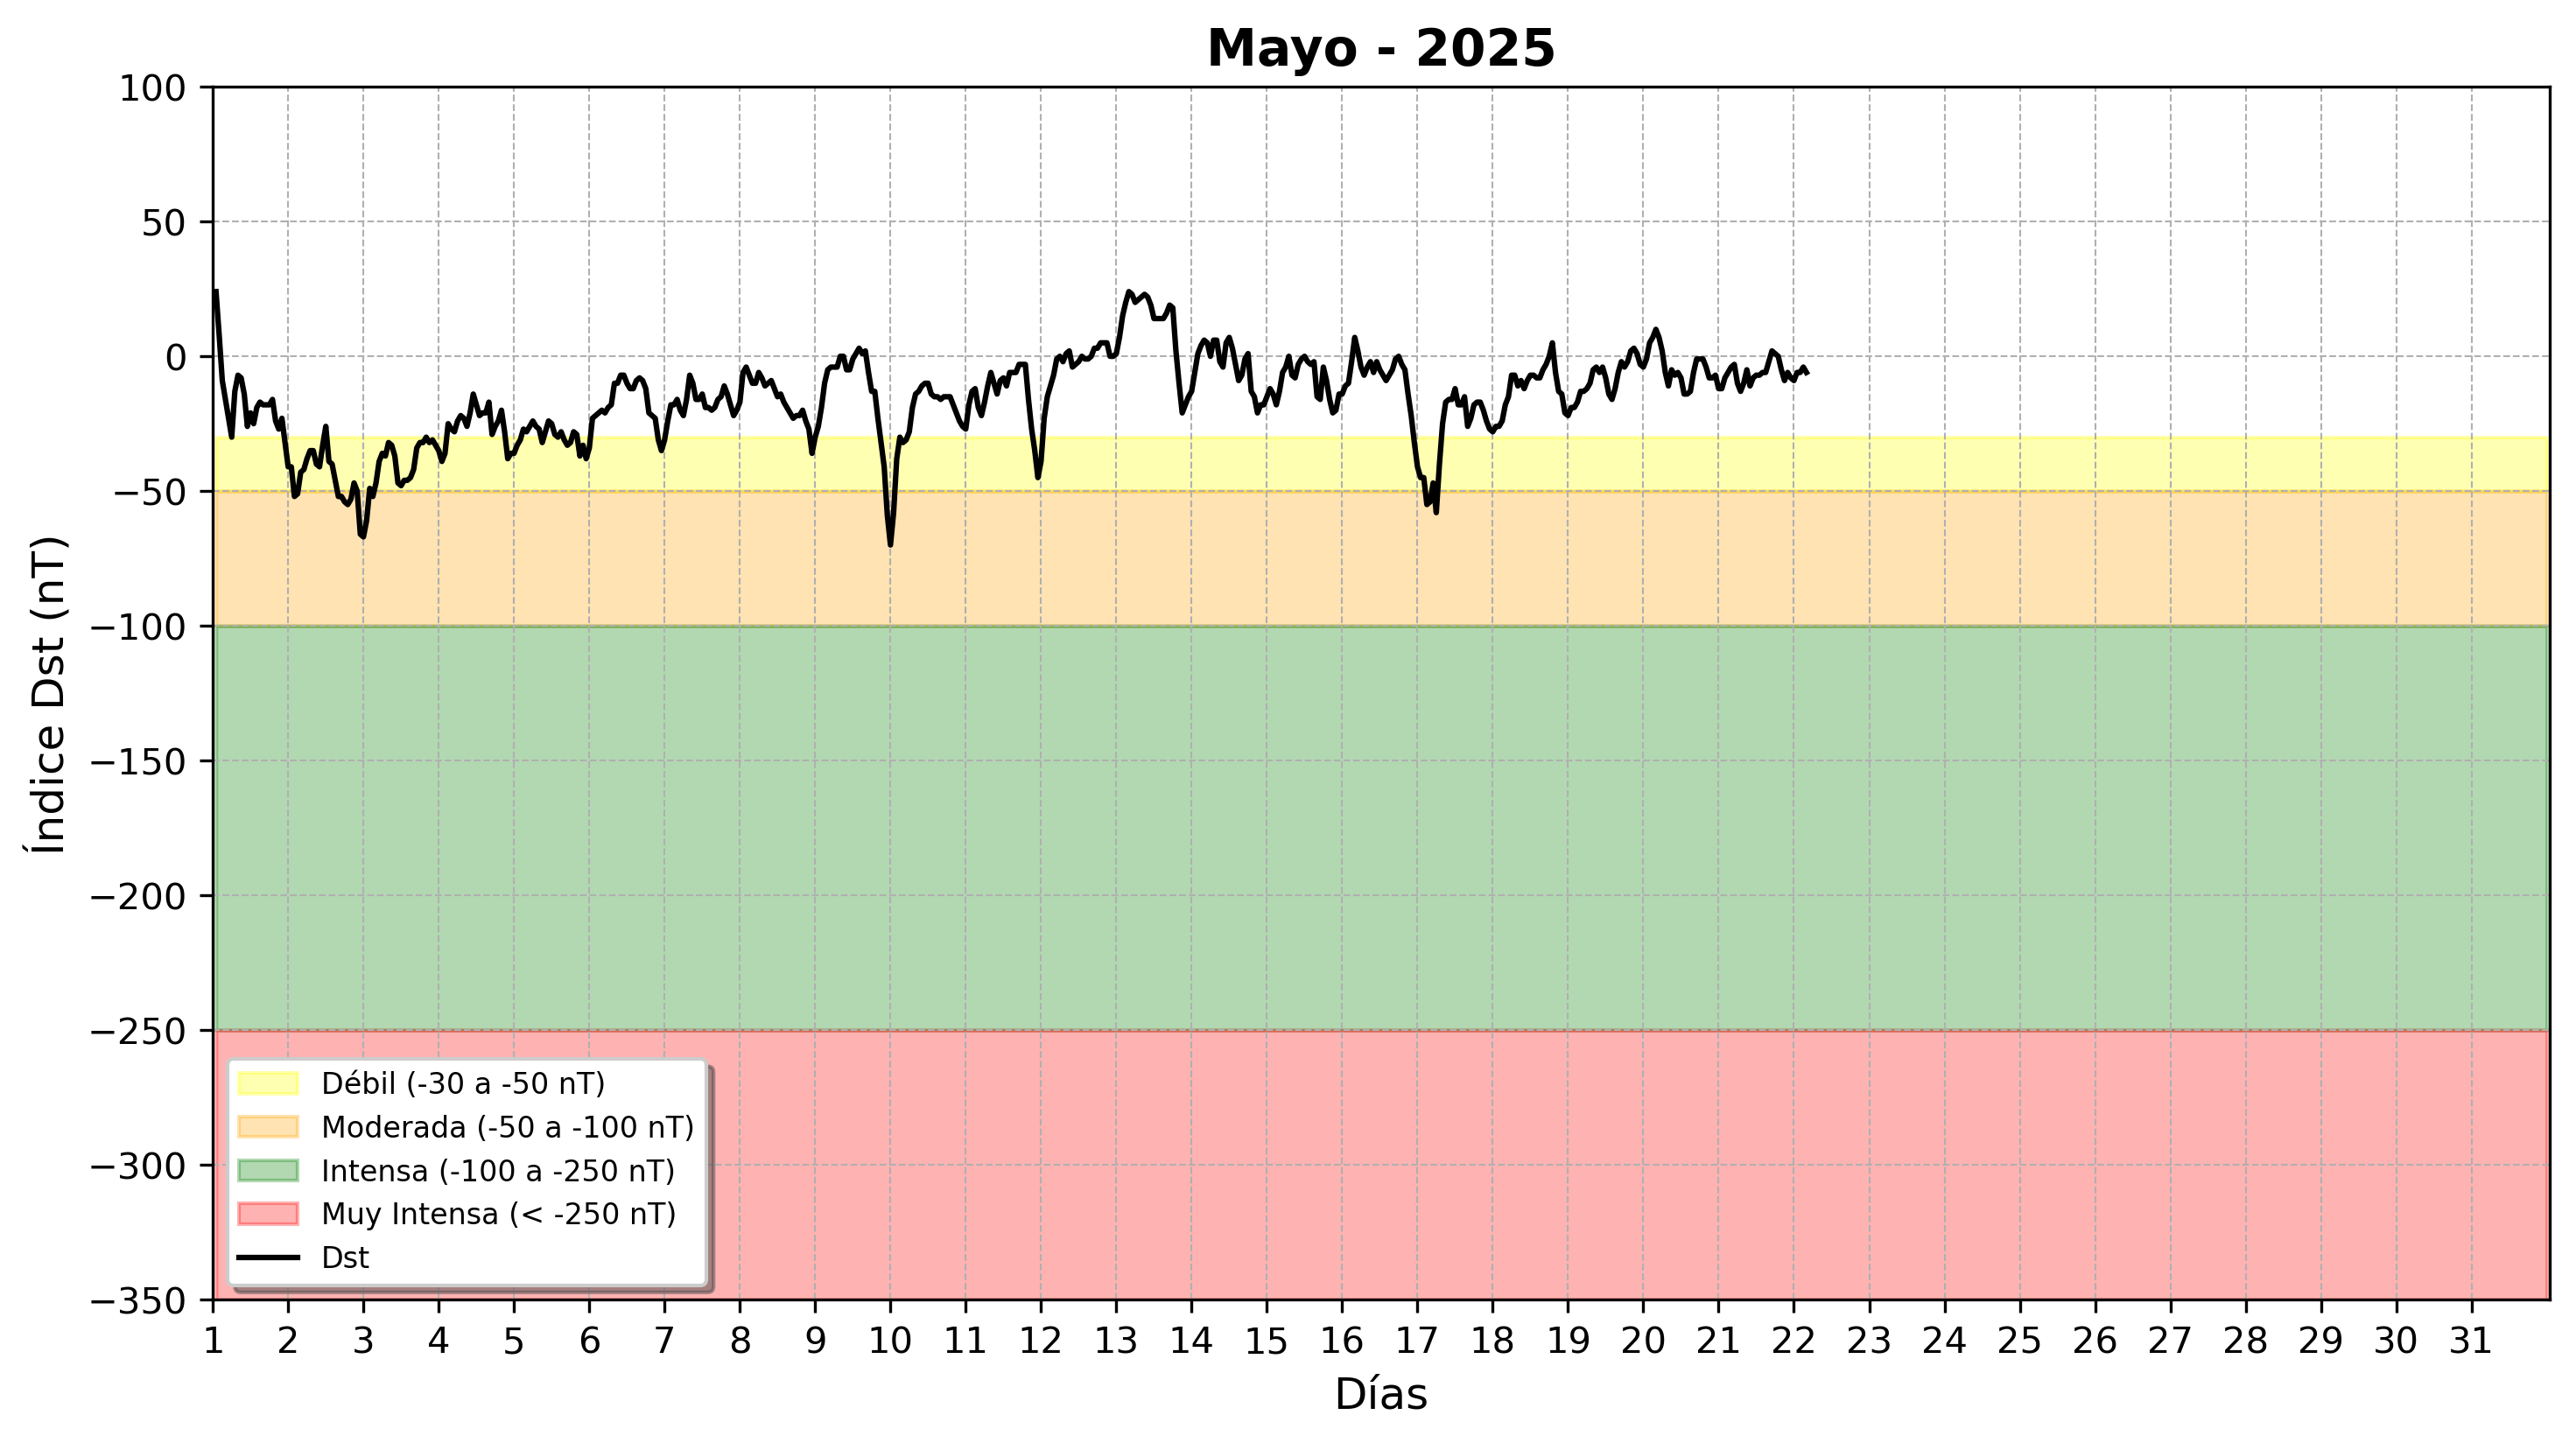 Mayo - 2025
100
50
0
−50
−100
−150
−200
−250
−300
−350
Índice Dst (nT)
Débil (-30 a -50 nT)
Moderada (-50 a -100 nT)
Intensa (-100 a -250 nT)
Muy Intensa (< -250 nT)
Dst
1 2 3 4 5 6 7 8 9 10 11 12 13 14 15 16 17 18 19 20 21 22 23 24 25 26 27 28 29 30 31
Días